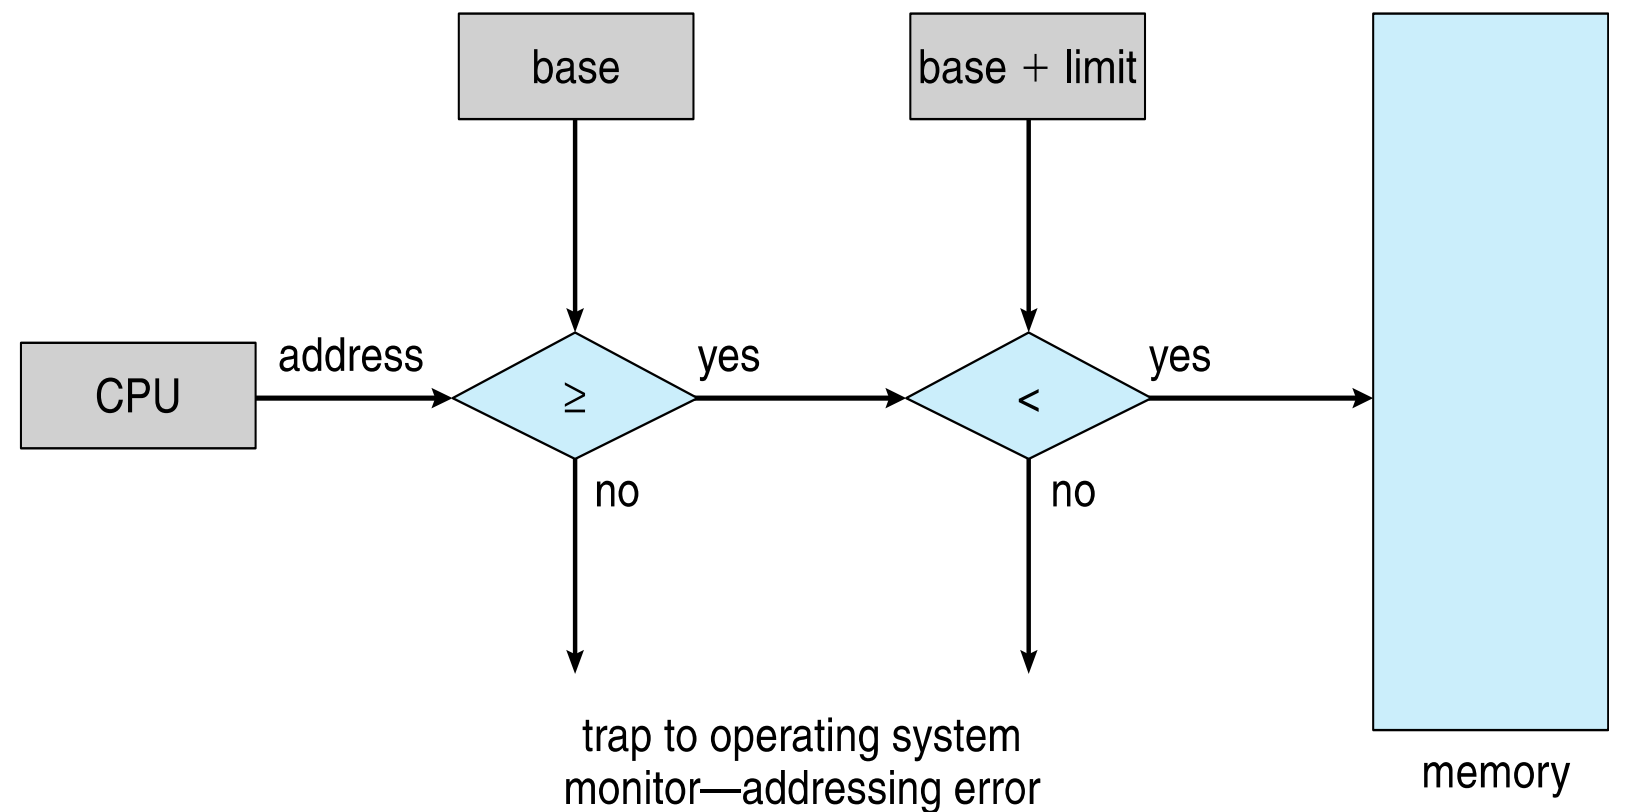 base
base + limit
CPU
address
≥
yes
<
yes
no
no
trap to operating system
monitor—addressing error
memory